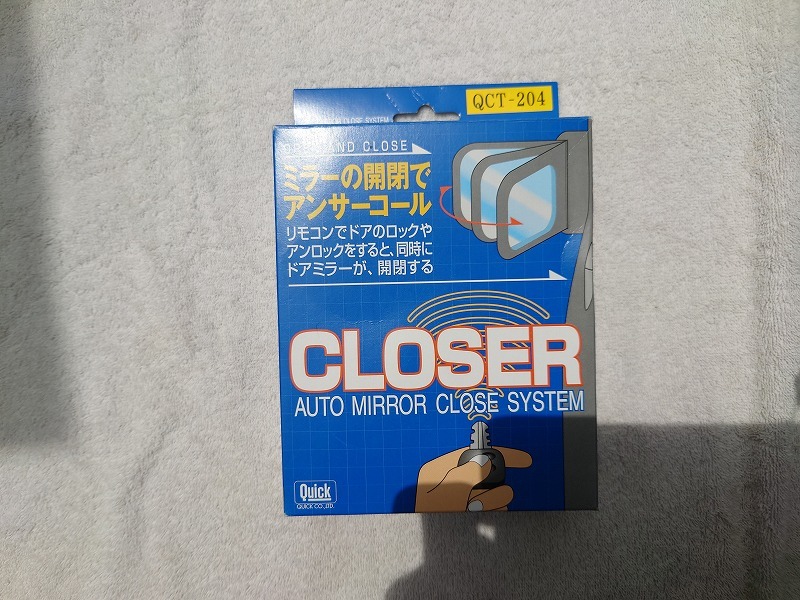 QCT-204
CLOSE SYSTEM
AND CLOSE
ミラーの開閉で
アンサーコール
リモコンでドアのロックや
アンロックをすると、同時に
ドアミラーが、開閉する
CLOSER
AUTO MIRROR CLOSE SYSTEM
Quick
QUICK CO.,LTD.